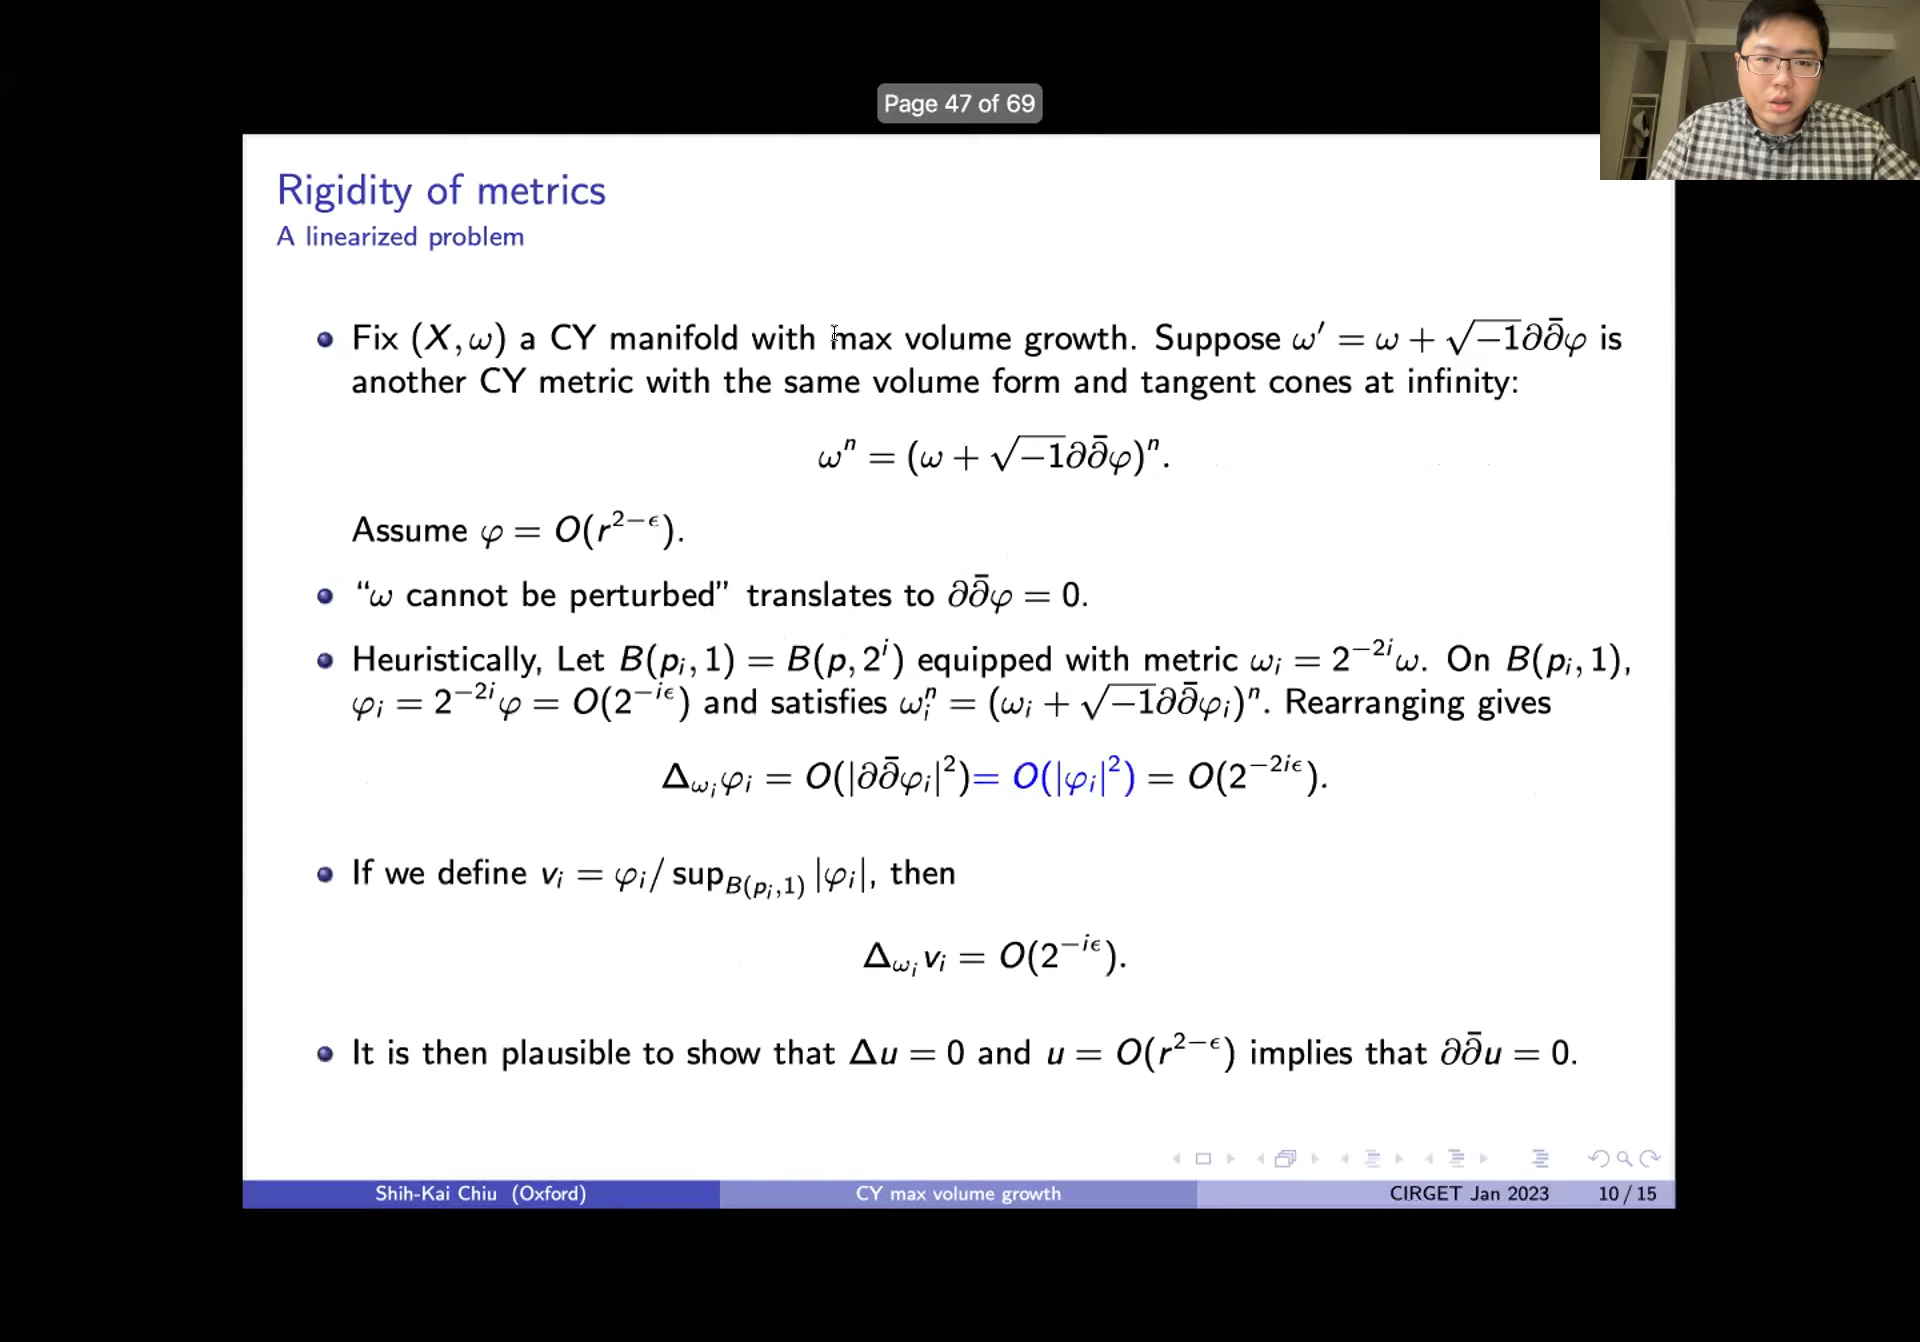 Page 47 of 69
Rigidity of metrics
A linearized problem
• Fix (X, ω) a CY manifold with max volume growth. Suppose ω′ = ω + √−1∂∂̄φ is
another CY metric with the same volume form and tangent cones at infinity:
ωⁿ = (ω + √−1∂∂̄φ)ⁿ.
Assume φ = O(r^{2−ϵ}).
• “ω cannot be perturbed” translates to ∂∂̄φ = 0.
• Heuristically, Let B(p_i, 1) = B(p, 2^i) equipped with metric ω_i = 2^{−2i}ω. On B(p_i, 1),
φ_i = 2^{−2i}φ = O(2^{−iϵ}) and satisfies ω_i^n = (ω_i + √−1∂∂̄φ_i)^n. Rearranging gives
Δ_{ω_i}φ_i = O(|∂∂̄φ_i|²) = O(|φ_i|²) = O(2^{−2iϵ}).
• If we define v_i = φ_i / sup_{B(p_i,1)} |φ_i|, then
Δ_{ω_i}v_i = O(2^{−iϵ}).
• It is then plausible to show that Δu = 0 and u = O(r^{2−ϵ}) implies that ∂∂̄u = 0.
Shih-Kai Chiu (Oxford) CY max volume growth CIRGET Jan 2023 10 / 15